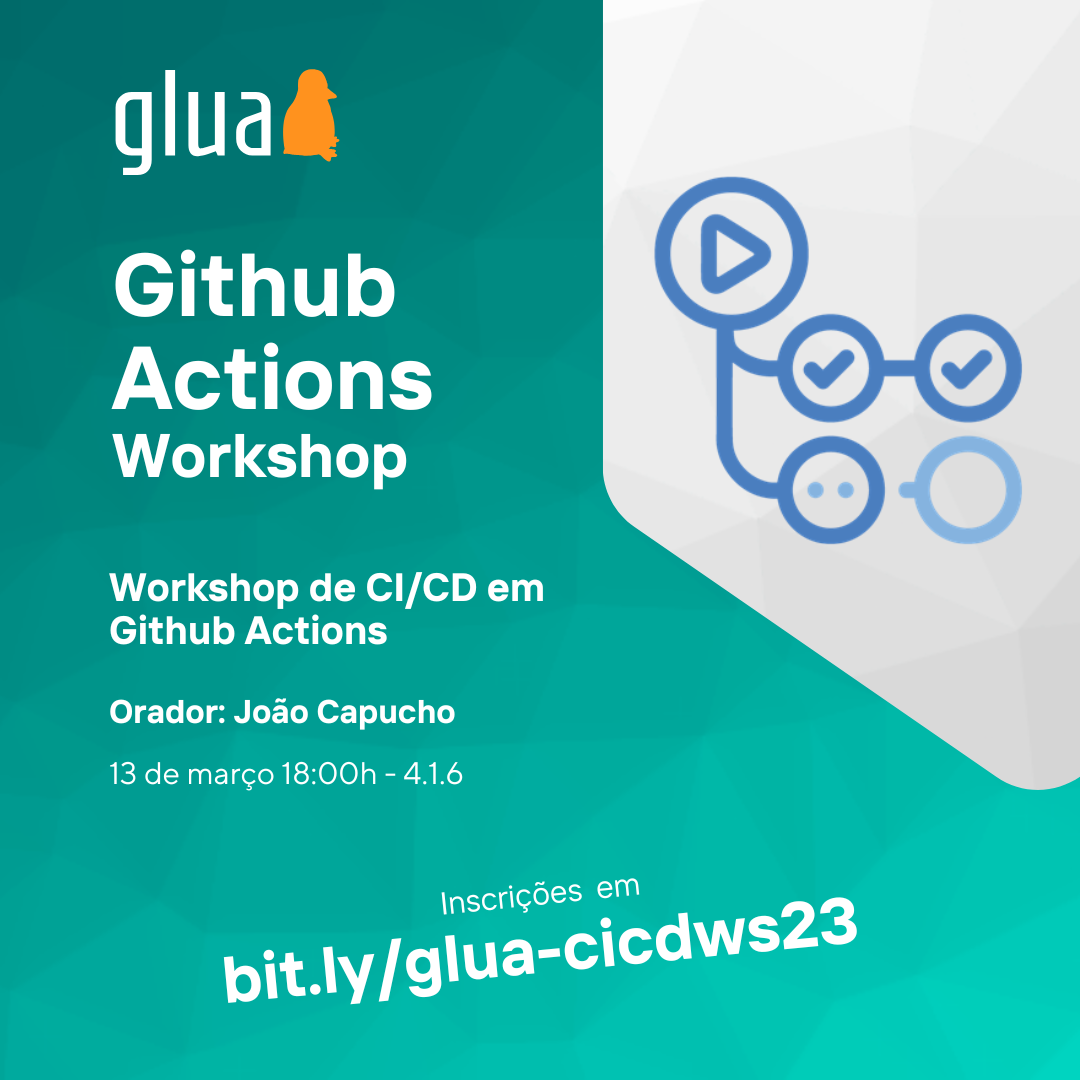 glua
Github
Actions
Workshop
Workshop de CI/CD em
Github Actions
Orador: João Capucho
13 de março 18:00h - 4.1.6
Inscrições em
bit.ly/glua-cicdws23